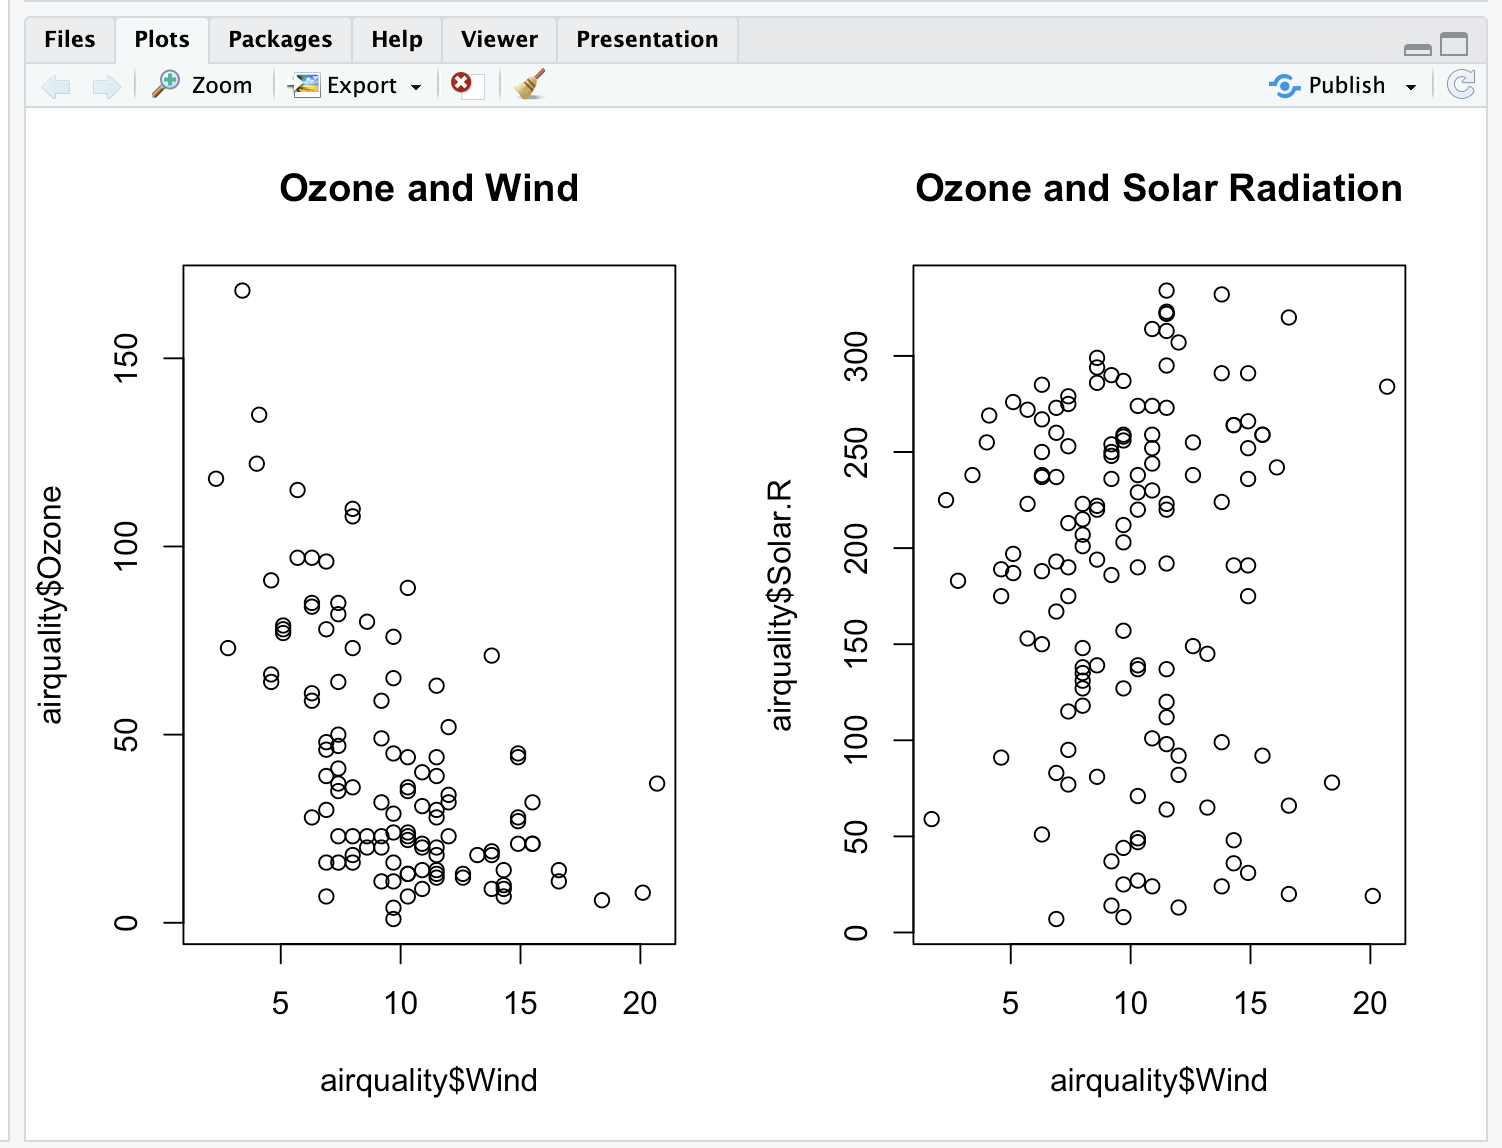 Files Plots Packages Help Viewer Presentation
Zoom Export Publish
Ozone and Wind
airquality$Ozone
150
100
50
0
5 10 15 20
airquality$Wind
Ozone and Solar Radiation
airquality$Solar.R
300
250
200
150
100
50
0
5 10 15 20
airquality$Wind